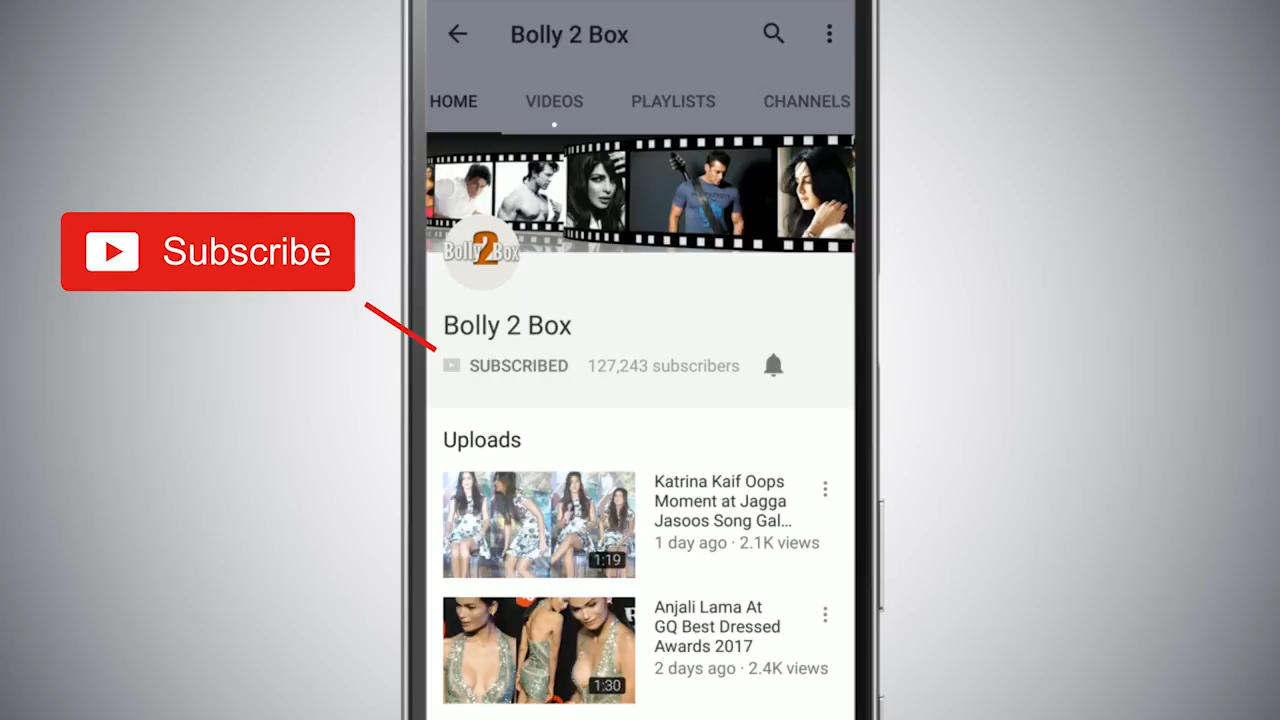 Bolly 2 Box
HOME VIDEOS PLAYLISTS CHANNELS
Bolly 2 Box
Subscribe
Bolly 2 Box
SUBSCRIBED 127,243 subscribers
Uploads
Katrina Kaif Oops
Moment at Jagga
Jasoos Song Gal...
1 day ago · 2.1K views
1:19
Anjali Lama At
GQ Best Dressed
Awards 2017
2 days ago · 2.4K views
1:30